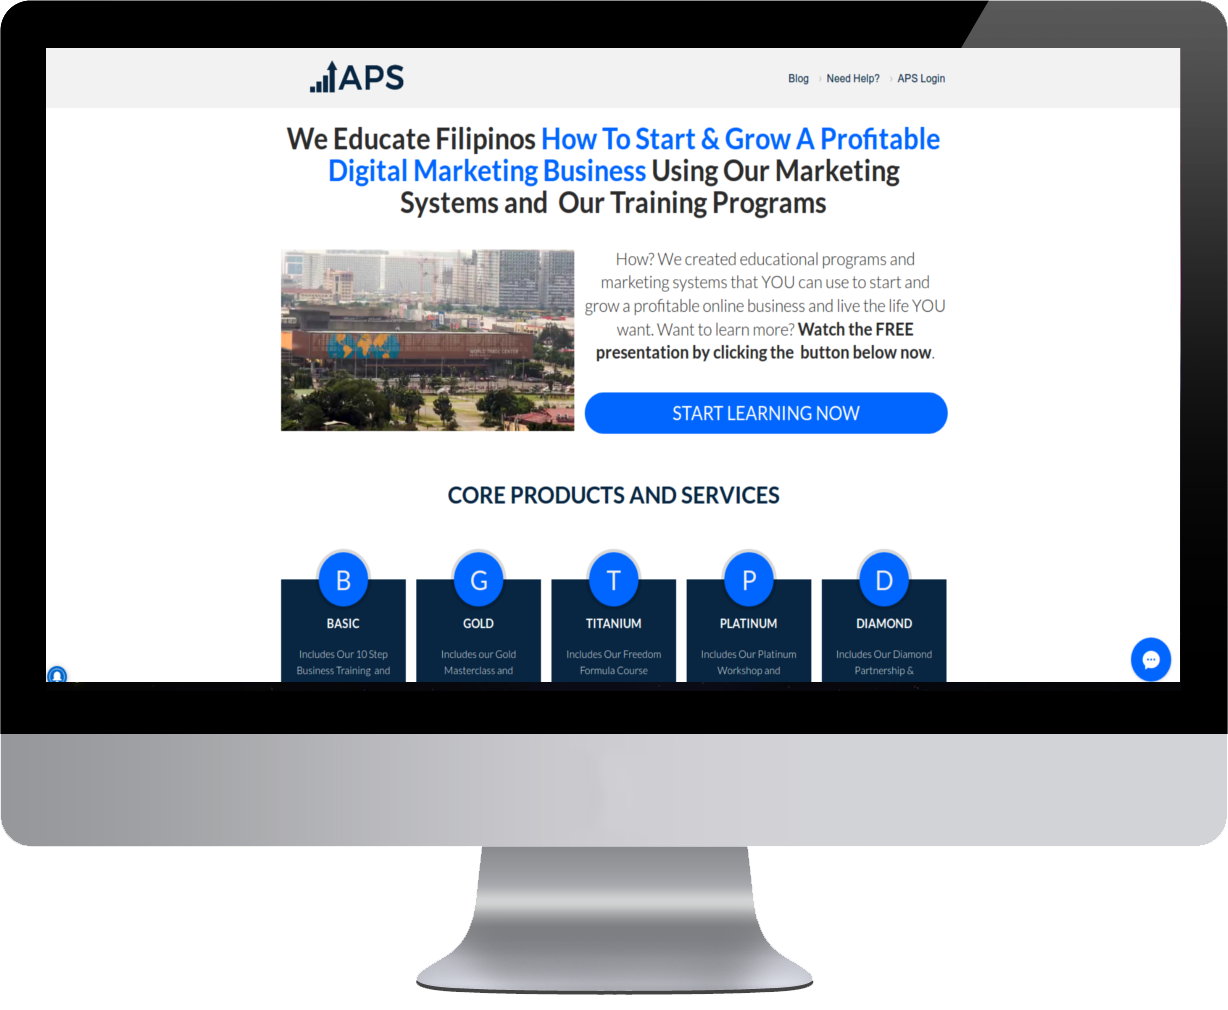 APS
Blog
Need Help?
APS Login
We Educate Filipinos How To Start & Grow A Profitable
Digital Marketing Business Using Our Marketing
Systems and Our Training Programs
WORLD TRADE CENTER
How? We created educational programs and
marketing systems that YOU can use to start and
grow a profitable online business and live the life YOU
want. Want to learn more? Watch the FREE
presentation by clicking the button below now.
START LEARNING NOW
CORE PRODUCTS AND SERVICES
B
BASIC
Includes Our 10 Step
Business Training and
G
GOLD
Includes our Gold
Masterclass and
T
TITANIUM
Includes Our Freedom
Formula Course
P
PLATINUM
Includes Our Platinum
Workshop and
D
DIAMOND
Includes Our Diamond
Partnership &